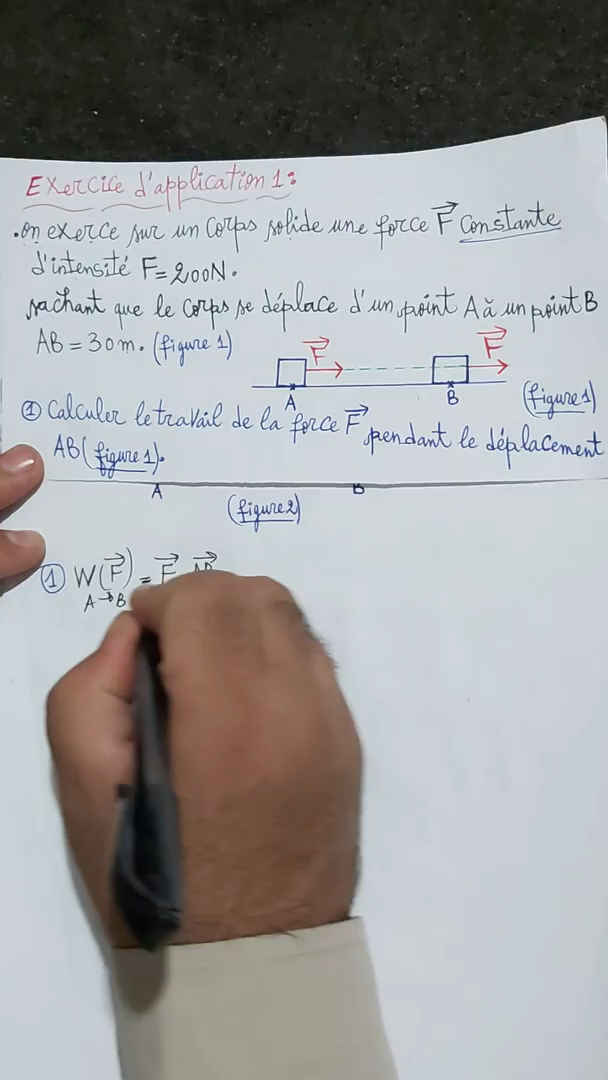 Exercice d'application 1:
.on exerce sur un corps solide une force F⃗ constante
d'intensité F=200N.
sachant que le corps se déplace d'un point A à un point B
AB=30m. (figure 1)
F⃗ F⃗
A B (figure 1)
① Calculer le travail de la force F⃗ pendant le déplacement
AB (figure 1).
A B
(figure 2)
① W(F⃗) = F⃗ AB⃗
A→B